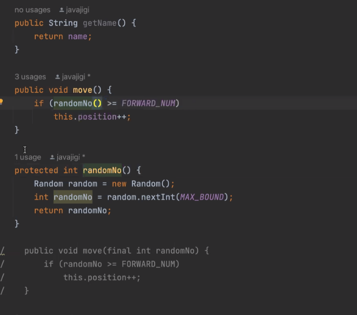 no usages   javajigi
public String getName() {
    return name;
}
3 usages   javajigi *
public void move() {
    if (randomNo() >= FORWARD_NUM)
        this.position++;
}
1 usage   javajigi *
protected int randomNo() {
    Random random = new Random();
    int randomNo = random.nextInt(MAX_BOUND);
    return randomNo;
}
/    public void move(final int randomNo) {
/        if (randomNo >= FORWARD_NUM)
/            this.position++;
/    }